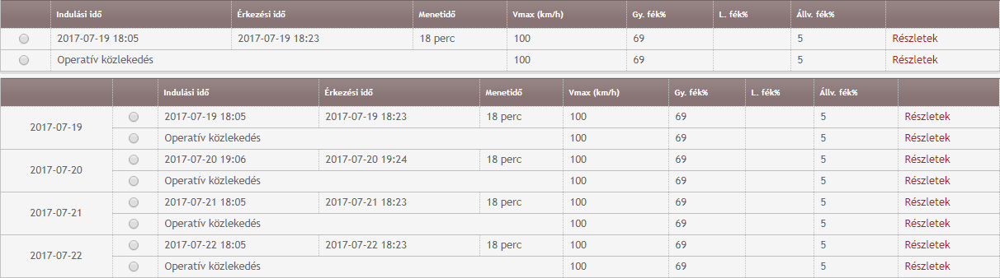 Indulási idő Érkezési idő Menetidő Vmax (km/h) Gy. fék% L. fék% Állv. fék%
2017-07-19 18:05 2017-07-19 18:23 18 perc 100 69 5 Részletek
Operatív közlekedés 100 69 5 Részletek
Indulási idő Érkezési idő Menetidő Vmax (km/h) Gy. fék% L. fék% Állv. fék%
2017-07-19 2017-07-19 18:05 2017-07-19 18:23 18 perc 100 69 5 Részletek
Operatív közlekedés 100 69 5 Részletek
2017-07-20 2017-07-20 19:06 2017-07-20 19:24 18 perc 100 69 5 Részletek
Operatív közlekedés 100 69 5 Részletek
2017-07-21 2017-07-21 18:05 2017-07-21 18:23 18 perc 100 69 5 Részletek
Operatív közlekedés 100 69 5 Részletek
2017-07-22 2017-07-22 18:05 2017-07-22 18:23 18 perc 100 69 5 Részletek
Operatív közlekedés 100 69 5 Részletek